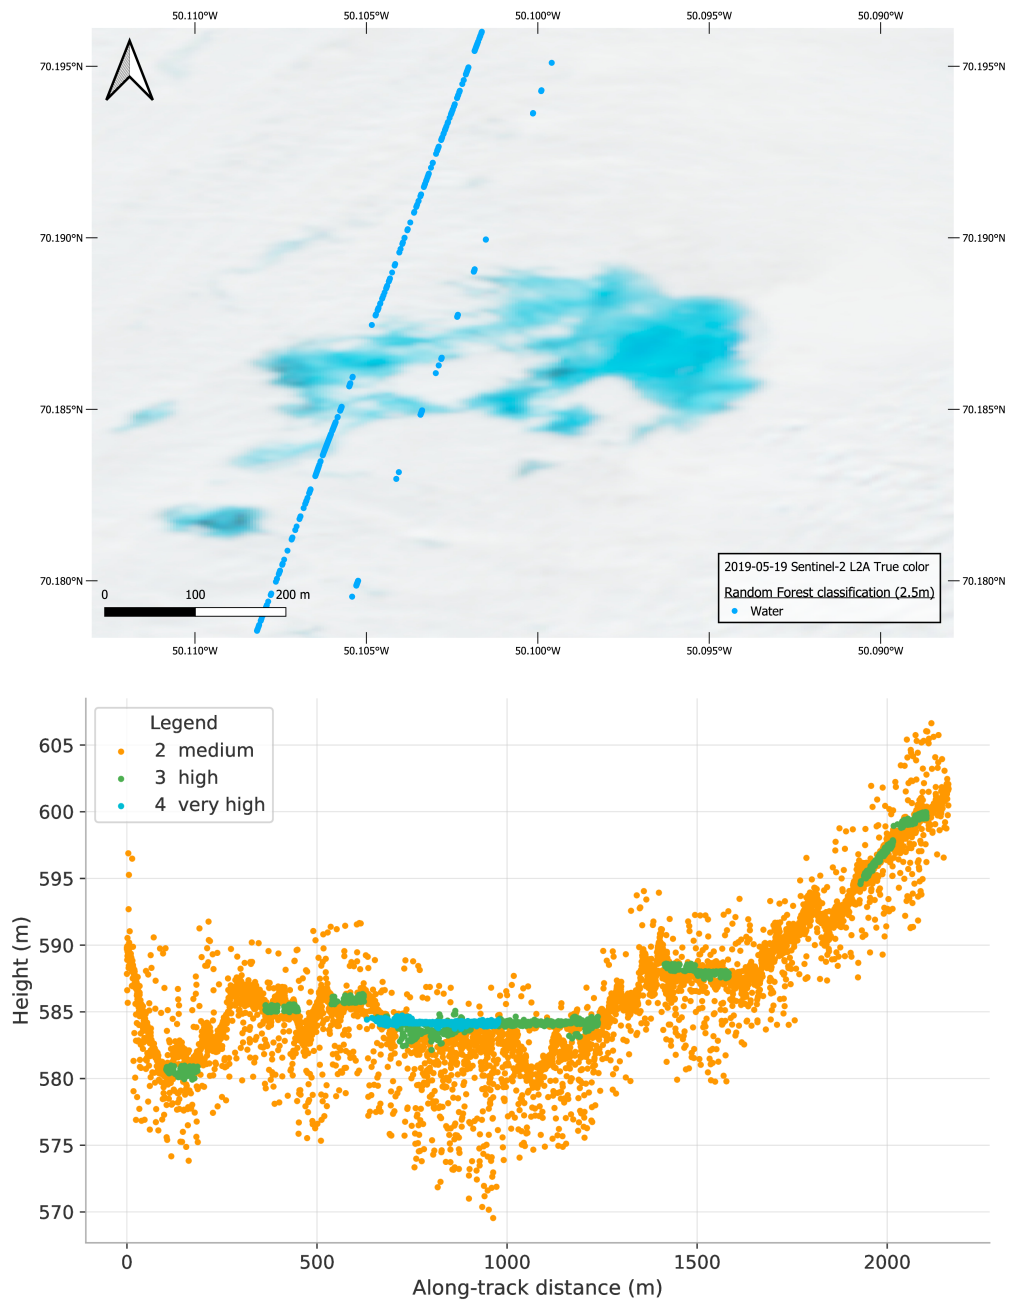 50.110°W 50.105°W 50.100°W 50.095°W 50.090°W
70.195°N 70.195°N
70.190°N 70.190°N
70.185°N 70.185°N
70.180°N 70.180°N
0 100 200 m
2019-05-19 Sentinel-2 L2A True color
Random Forest classification (2.5m)
Water
50.110°W 50.105°W 50.100°W 50.095°W 50.090°W
Legend
2 medium
3 high
4 very high
605
600
595
590
585
580
575
570
Height (m)
0 500 1000 1500 2000
Along-track distance (m)